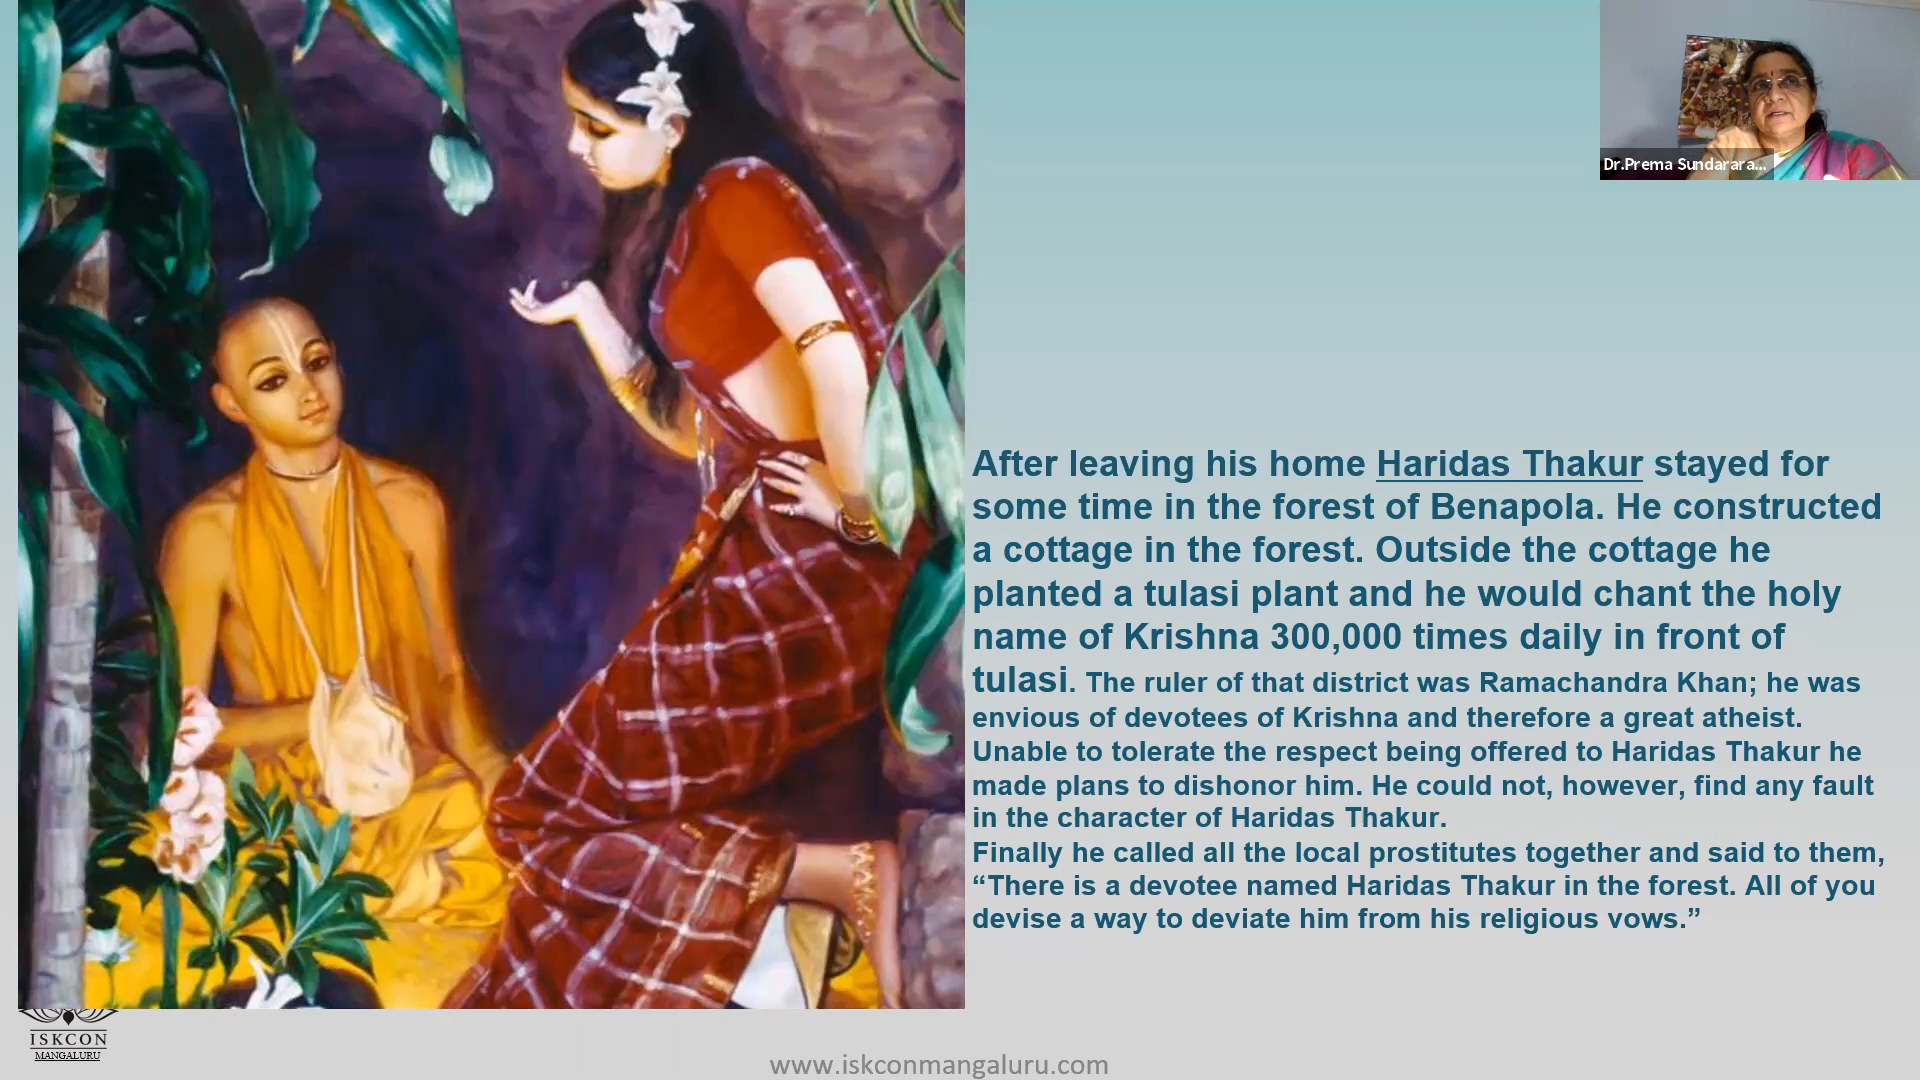 Dr.Prema Sundarara...
After leaving his home Haridas Thakur stayed for
some time in the forest of Benapola. He constructed
a cottage in the forest. Outside the cottage he
planted a tulasi plant and he would chant the holy
name of Krishna 300,000 times daily in front of
tulasi. The ruler of that district was Ramachandra Khan; he was
envious of devotees of Krishna and therefore a great atheist.
Unable to tolerate the respect being offered to Haridas Thakur he
made plans to dishonor him. He could not, however, find any fault
in the character of Haridas Thakur.
Finally he called all the local prostitutes together and said to them,
“There is a devotee named Haridas Thakur in the forest. All of you
devise a way to deviate him from his religious vows.”
ISKCON
MANGALURU
www.iskconmangaluru.com